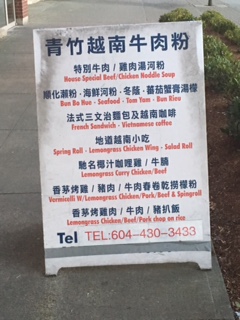 青竹越南牛肉粉
特別牛肉 / 雞肉湯河粉
House Special Beef/Chicken Noddle Soup
順化瀨粉 · 海鮮河粉 · 冬蔭 · 蕃茄蟹膏湯檬
Bun Bo Hue - Seafood - Tom Yam - Bun Rieu
法式三文治麵包及越南咖啡
French Sandwich - Vietnamese coffee
地道越南小吃
Spring Roll - Lemongrass Chicken Wing - Salad Roll
馳名椰汁咖喱雞 / 牛腩
Lemongrass Curry Chicken/Beef
香茅烤雞 / 豬肉 / 牛肉春卷乾撈檬粉
Vermicelli W/Lemongrass Chicken/Pork/Beef & Springroll
香茅烤雞肉 / 牛肉 / 豬扒飯
Lemongrass Chicken/Beef/Pork chop on rice
Tel TEL:604-430-3433